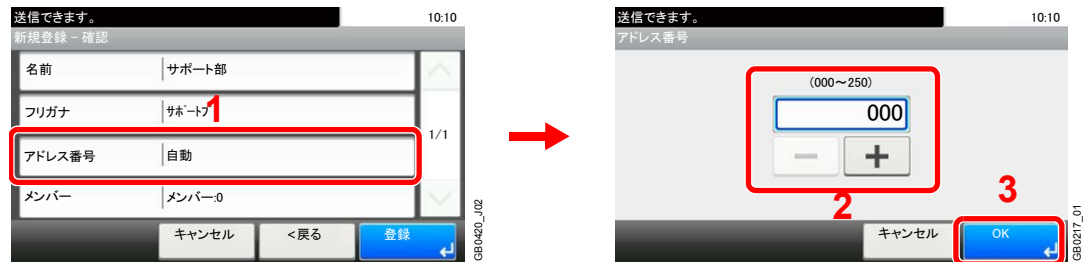 送信できます。 10:10
新規登録 - 確認
名前 サポート部
フリガナ ｻﾎﾟｰﾄﾌ
1
1/1
アドレス番号 自動
メンバー メンバー:0
キャンセル <戻る 登録
GB0420_J02
送信できます。 10:10
アドレス番号
(000～250)
000
－ ＋
2
3
キャンセル OK
GB0217_01